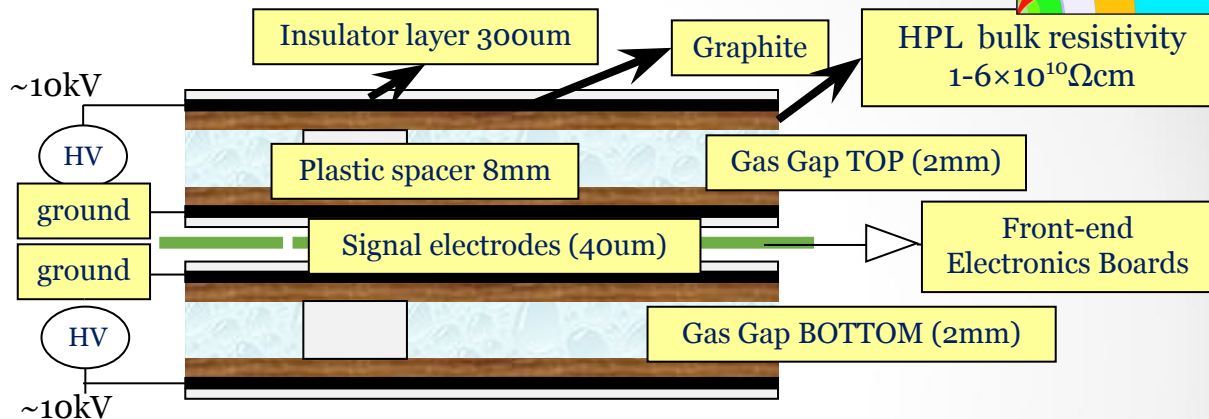 Insulator layer 300um
Graphite
HPL bulk resistivity
1-6×10¹⁰Ωcm
~10kV
HV
Plastic spacer 8mm
Gas Gap TOP (2mm)
ground
ground
Signal electrodes (40um)
Front-end
Electronics Boards
HV
Gas Gap BOTTOM (2mm)
~10kV